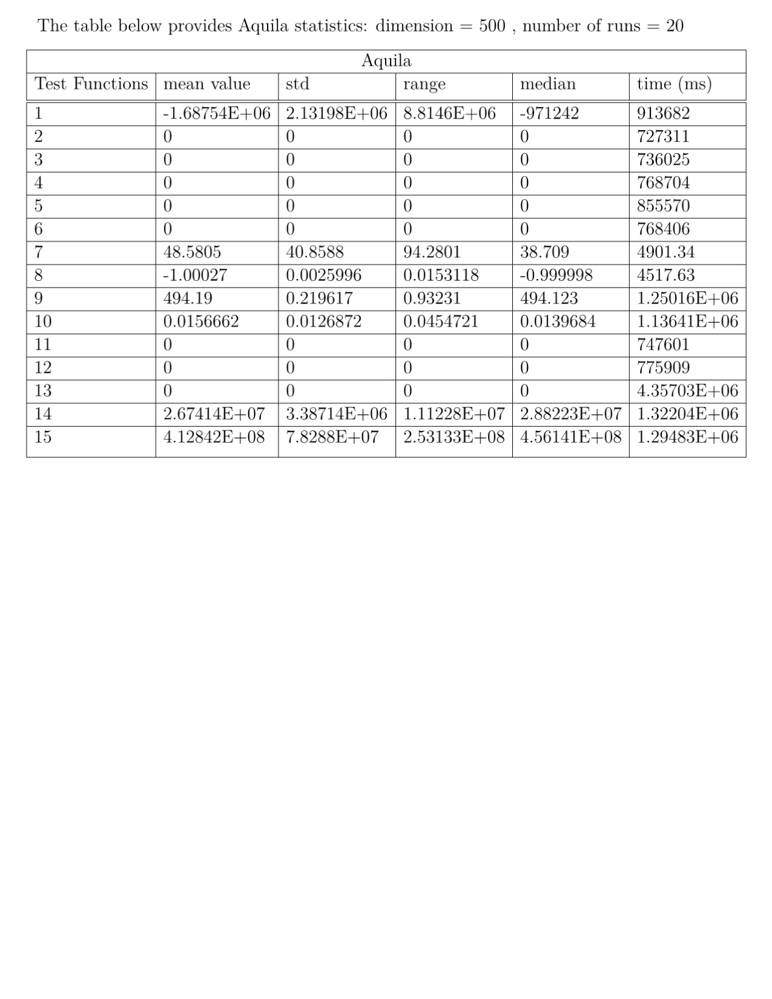 The table below provides Aquila statistics: dimension = 500 , number of runs = 20
Aquila
Test Functions mean value std range median time (ms)
1 -1.68754E+06 2.13198E+06 8.8146E+06 -971242 913682
2 0 0 0 0 727311
3 0 0 0 0 736025
4 0 0 0 0 768704
5 0 0 0 0 855570
6 0 0 0 0 768406
7 48.5805 40.8588 94.2801 38.709 4901.34
8 -1.00027 0.0025996 0.0153118 -0.999998 4517.63
9 494.19 0.219617 0.93231 494.123 1.25016E+06
10 0.0156662 0.0126872 0.0454721 0.0139684 1.13641E+06
11 0 0 0 0 747601
12 0 0 0 0 775909
13 0 0 0 0 4.35703E+06
14 2.67414E+07 3.38714E+06 1.11228E+07 2.88223E+07 1.32204E+06
15 4.12842E+08 7.8288E+07 2.53133E+08 4.56141E+08 1.29483E+06